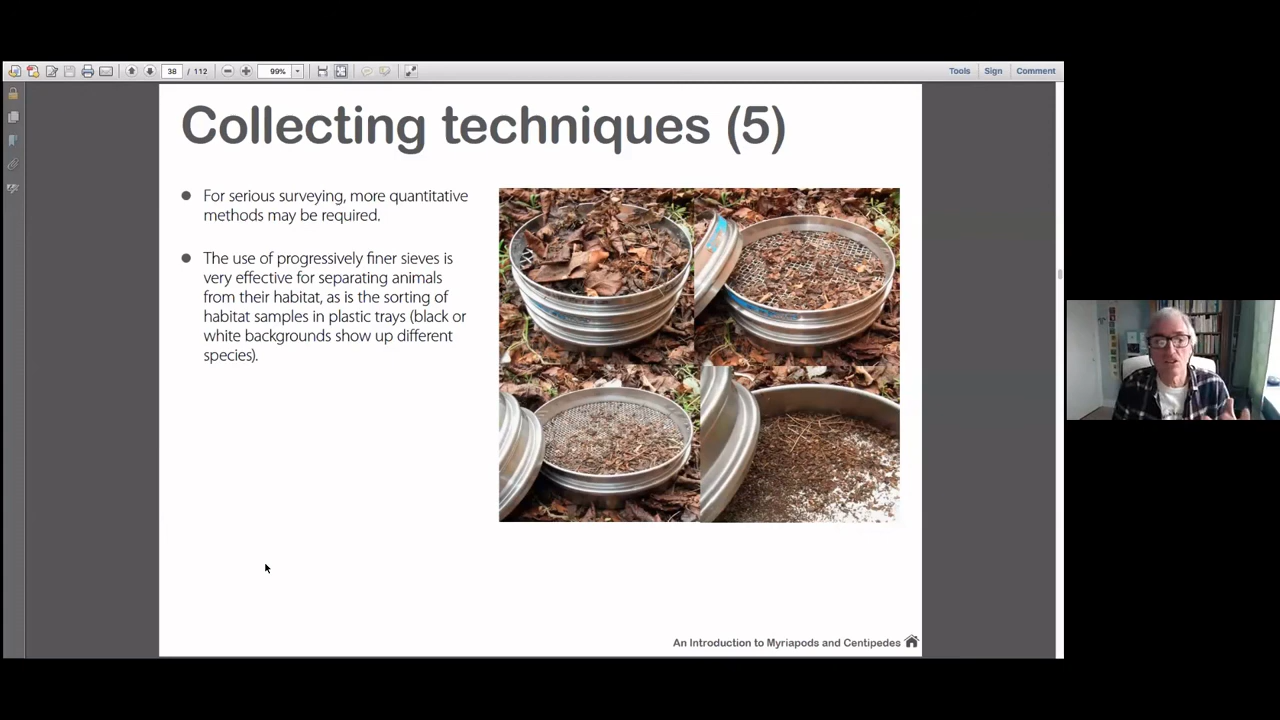 38 / 112
99%
Tools Sign Comment
Collecting techniques (5)
For serious surveying, more quantitative
methods may be required.
The use of progressively finer sieves is
very effective for separating animals
from their habitat, as is the sorting of
habitat samples in plastic trays (black or
white backgrounds show up different
species).
An Introduction to Myriapods and Centipedes